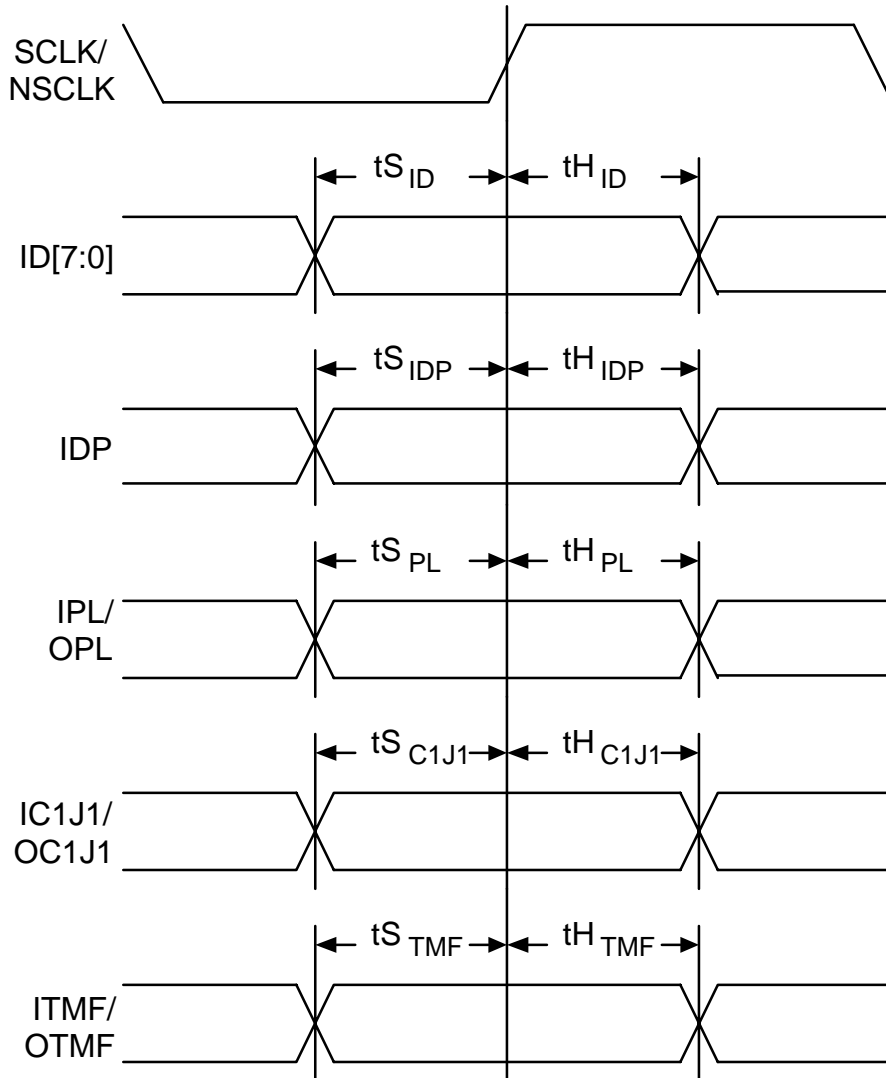 SCLK/
NSCLK
tS ID tH ID
ID[7:0]
tS IDP tH IDP
IDP
tS PL tH PL
IPL/
OPL
tS C1J1 tH C1J1
IC1J1/
OC1J1
tS TMF tH TMF
ITMF/
OTMF